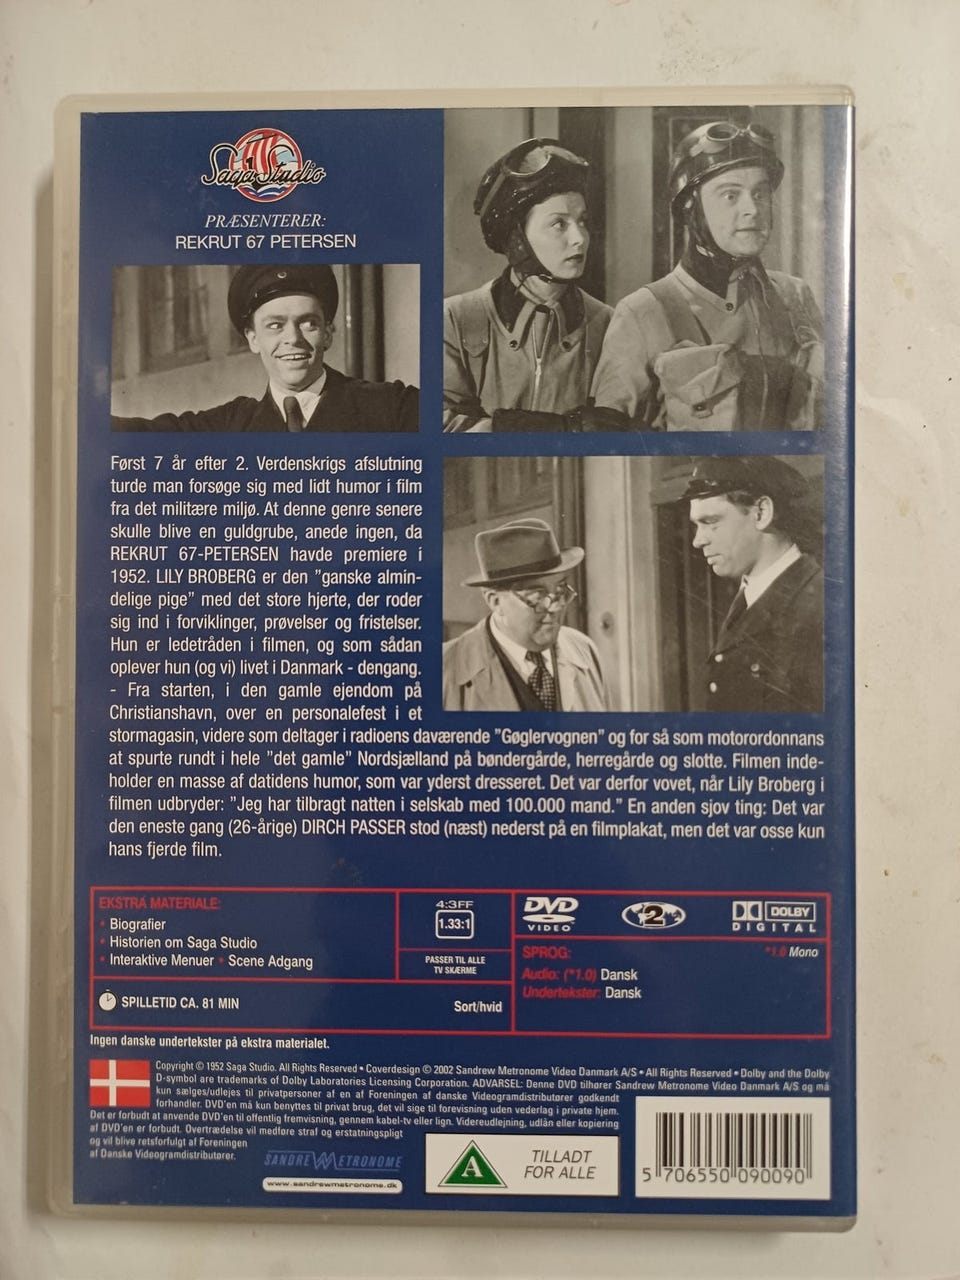 Saga Studio
PRÆSENTERER:
REKRUT 67 PETERSEN
Først 7 år efter 2. Verdenskrigs afslutning
turde man forsøge sig med lidt humor i film
fra det militære miljø. At denne genre senere
skulle blive en guldgrube, anede ingen, da
REKRUT 67-PETERSEN havde premiere i
1952. LILY BROBERG er den "ganske almin-
delige pige" med det store hjerte, der roder
sig ind i forviklinger, prøvelser og fristelser.
Hun er ledetråden i filmen, og som sådan
oplever hun (og vi) livet i Danmark - dengang.
- Fra starten, i den gamle ejendom på
Christianshavn, over en personalefest i et
stormagasin, videre som deltager i radioens daværende "Gøglervognen" og for så som motorordonnans
at spurte rundt i hele "det gamle" Nordsjælland på bøndergårde, herregårde og slotte. Filmen inde-
holder en masse af datidens humor, som var yderst dresseret. Det var derfor vovet, når Lily Broberg i
filmen udbryder: "Jeg har tilbragt natten i selskab med 100.000 mand." En anden sjov ting: Det var
den eneste gang (26-årige) DIRCH PASSER stod (næst) nederst på en filmplakat, men det var osse kun
hans fjerde film.
EKSTRA MATERIALE:
• Biografier
• Historien om Saga Studio
• Interaktive Menuer • Scene Adgang
SPILLETID CA. 81 MIN
Sort/hvid
4:3FF
1.33:1
PASSER TIL ALLE
TV SKÆRME
DVD
VIDEO
2
DOLBY
DIGITAL
SPROG:
*1.0 Mono
Audio: (*1.0) Dansk
Undertekster: Dansk
Ingen danske undertekster på ekstra materialet.
Copyright © 1952 Saga Studio. All Rights Reserved • Coverdesign © 2002 Sandrew Metronome Video Danmark A/S • All Rights Reserved • Dolby and the Dolby
D-symbol are trademarks of Dolby Laboratories Licensing Corporation. ADVARSEL: Denne DVD tilhører Sandrew Metronome Video Danmark A/S og må
kun sælges/udlejes til privatpersoner af en af Foreningen af danske Videogramdistributører godkendt
forhandler. DVD'en må kun benyttes til privat brug, det vil sige til forevisning uden vederlag i private hjem.
Det er forbudt at anvende DVD'en til offentlig fremvisning, gennem kabel-tv eller lign. Videreudlejning, udlån eller kopiering
af DVD'en er forbudt. Overtrædelse vil medføre straf og erstatningspligt
og vil blive retsforfulgt af Foreningen
af Danske Videogramdistributører.
SANDREW METRONOME
www.sandrewmetronome.dk
A
TILLADT
FOR ALLE
5 706550 090090